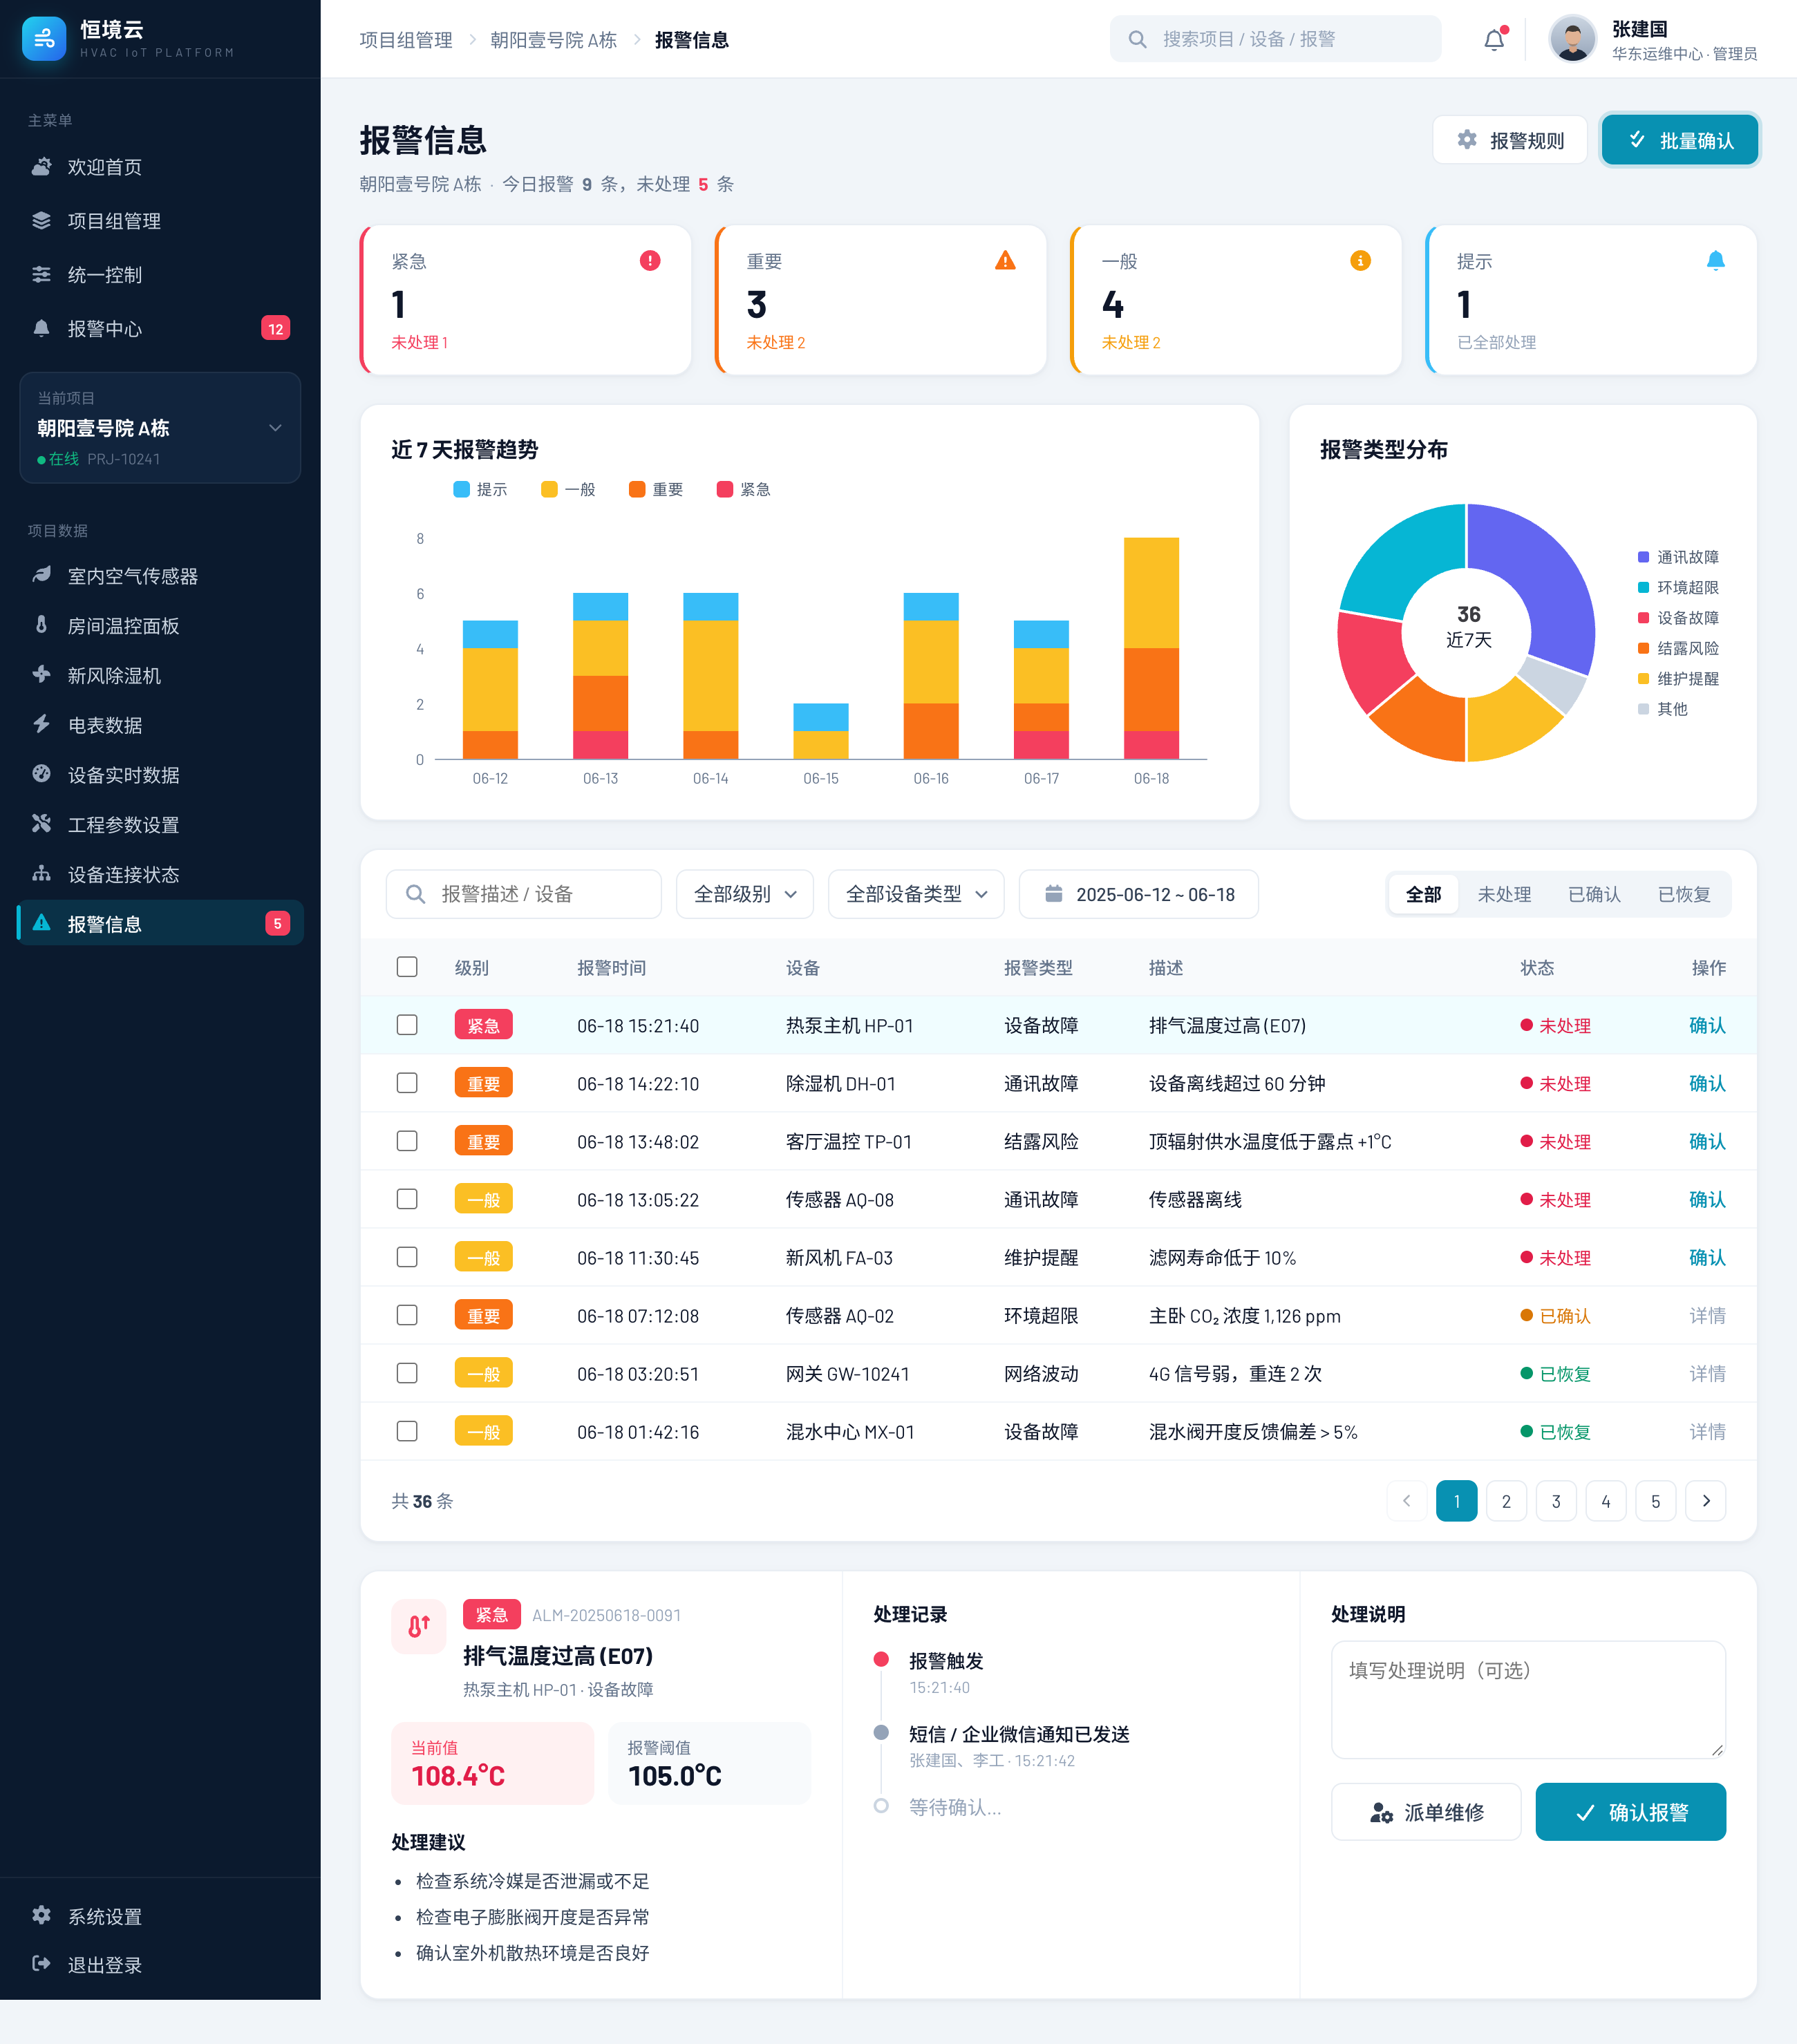 恒境云
HVAC IoT PLATFORM
主菜单
欢迎首页
项目组管理
统一控制
报警中心 12
当前项目
朝阳壹号院 A栋
在线 PRJ-10241
项目数据
室内空气传感器
房间温控面板
新风除湿机
电表数据
设备实时数据
工程参数设置
设备连接状态
报警信息 5
系统设置
退出登录
项目组管理 朝阳壹号院 A栋 报警信息
搜索项目 / 设备 / 报警
张建国
华东运维中心 · 管理员
报警信息
朝阳壹号院 A栋 · 今日报警 9 条，未处理 5 条
报警规则
批量确认
紧急
1
未处理 1
重要
3
未处理 2
一般
4
未处理 2
提示
1
已全部处理
近 7 天报警趋势
提示 一般 重要 紧急
8
6
4
2
0
06-12 06-13 06-14 06-15 06-16 06-17 06-18
报警类型分布
36
近7天
通讯故障
环境超限
设备故障
结露风险
维护提醒
其他
报警描述 / 设备 全部级别 全部设备类型 2025-06-12 ~ 06-18 全部 未处理 已确认 已恢复
级别 报警时间 设备 报警类型 描述 状态 操作
紧急 06-18 15:21:40 热泵主机 HP-01 设备故障 排气温度过高 (E07) 未处理 确认
重要 06-18 14:22:10 除湿机 DH-01 通讯故障 设备离线超过 60 分钟 未处理 确认
重要 06-18 13:48:02 客厅温控 TP-01 结露风险 顶辐射供水温度低于露点 +1°C 未处理 确认
一般 06-18 13:05:22 传感器 AQ-08 通讯故障 传感器离线 未处理 确认
一般 06-18 11:30:45 新风机 FA-03 维护提醒 滤网寿命低于 10% 未处理 确认
重要 06-18 07:12:08 传感器 AQ-02 环境超限 主卧 CO₂ 浓度 1,126 ppm 已确认 详情
一般 06-18 03:20:51 网关 GW-10241 网络波动 4G 信号弱，重连 2 次 已恢复 详情
一般 06-18 01:42:16 混水中心 MX-01 设备故障 混水阀开度反馈偏差 > 5% 已恢复 详情
共 36 条
1 2 3 4 5
紧急 ALM-20250618-0091
排气温度过高 (E07)
热泵主机 HP-01 · 设备故障
当前值
108.4°C
报警阈值
105.0°C
处理建议
• 检查系统冷媒是否泄漏或不足
• 检查电子膨胀阀开度是否异常
• 确认室外机散热环境是否良好
处理记录
报警触发
15:21:40
短信 / 企业微信通知已发送
张建国、李工 · 15:21:42
等待确认...
处理说明
填写处理说明（可选）
派单维修
确认报警